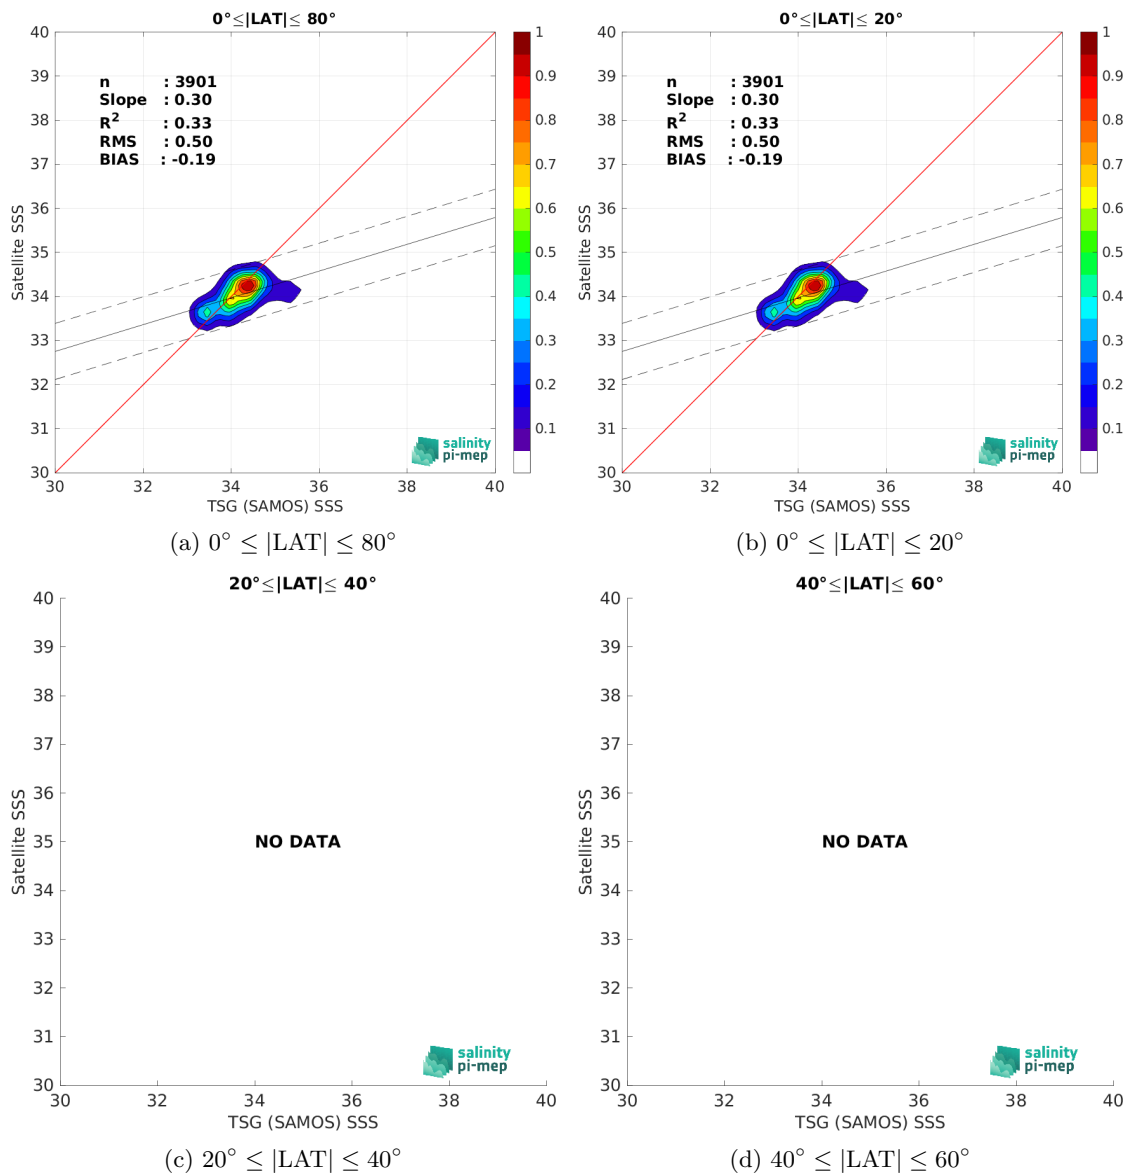 0°≤|LAT|≤ 80°
40
39
38
37
36
35
34
33
32
31
30
Satellite SSS
n : 3901
Slope : 0.30
R² : 0.33
RMS : 0.50
BIAS : -0.19
1
0.9
0.8
0.7
0.6
0.5
0.4
0.3
0.2
0.1
salinity
pi-mep
30 32 34 36 38 40
TSG (SAMOS) SSS
(a) 0° ≤ |LAT| ≤ 80°
0°≤|LAT|≤ 20°
40
39
38
37
36
35
34
33
32
31
30
Satellite SSS
n : 3901
Slope : 0.30
R² : 0.33
RMS : 0.50
BIAS : -0.19
1
0.9
0.8
0.7
0.6
0.5
0.4
0.3
0.2
0.1
salinity
pi-mep
30 32 34 36 38 40
TSG (SAMOS) SSS
(b) 0° ≤ |LAT| ≤ 20°
20°≤|LAT|≤ 40°
40
39
38
37
36
35
34
33
32
31
30
Satellite SSS
NO DATA
salinity
pi-mep
30 32 34 36 38 40
TSG (SAMOS) SSS
(c) 20° ≤ |LAT| ≤ 40°
40°≤|LAT|≤ 60°
40
39
38
37
36
35
34
33
32
31
30
Satellite SSS
NO DATA
salinity
pi-mep
30 32 34 36 38 40
TSG (SAMOS) SSS
(d) 40° ≤ |LAT| ≤ 60°